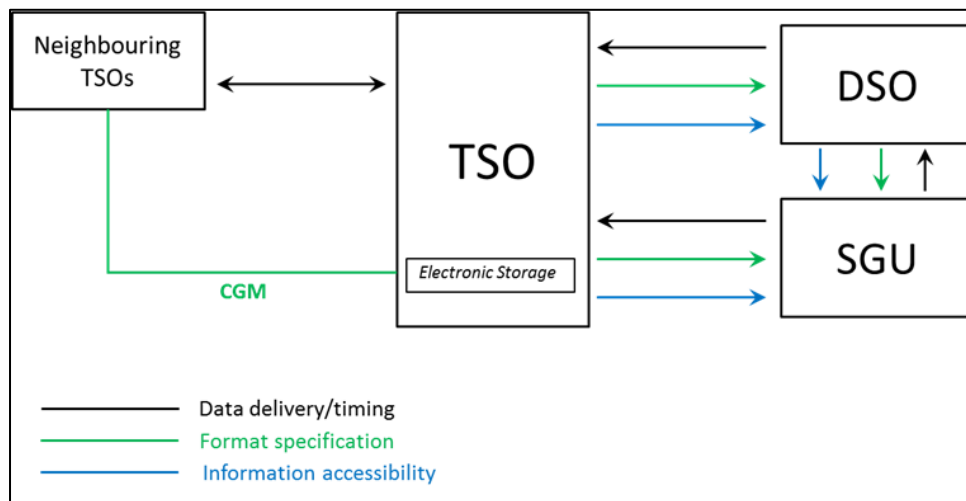 Neighbouring
TSOs
TSO
DSO
SGU
Electronic Storage
CGM
Data delivery/timing
Format specification
Information accessibility